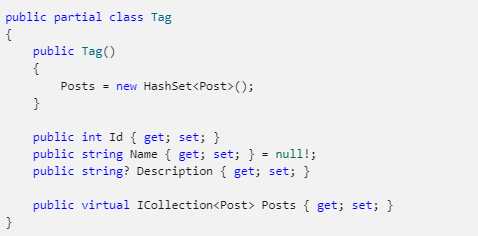 public partial class Tag
{
    public Tag()
    {
        Posts = new HashSet<Post>();
    }

    public int Id { get; set; }
    public string Name { get; set; } = null!;
    public string? Description { get; set; }

    public virtual ICollection<Post> Posts { get; set; }
}